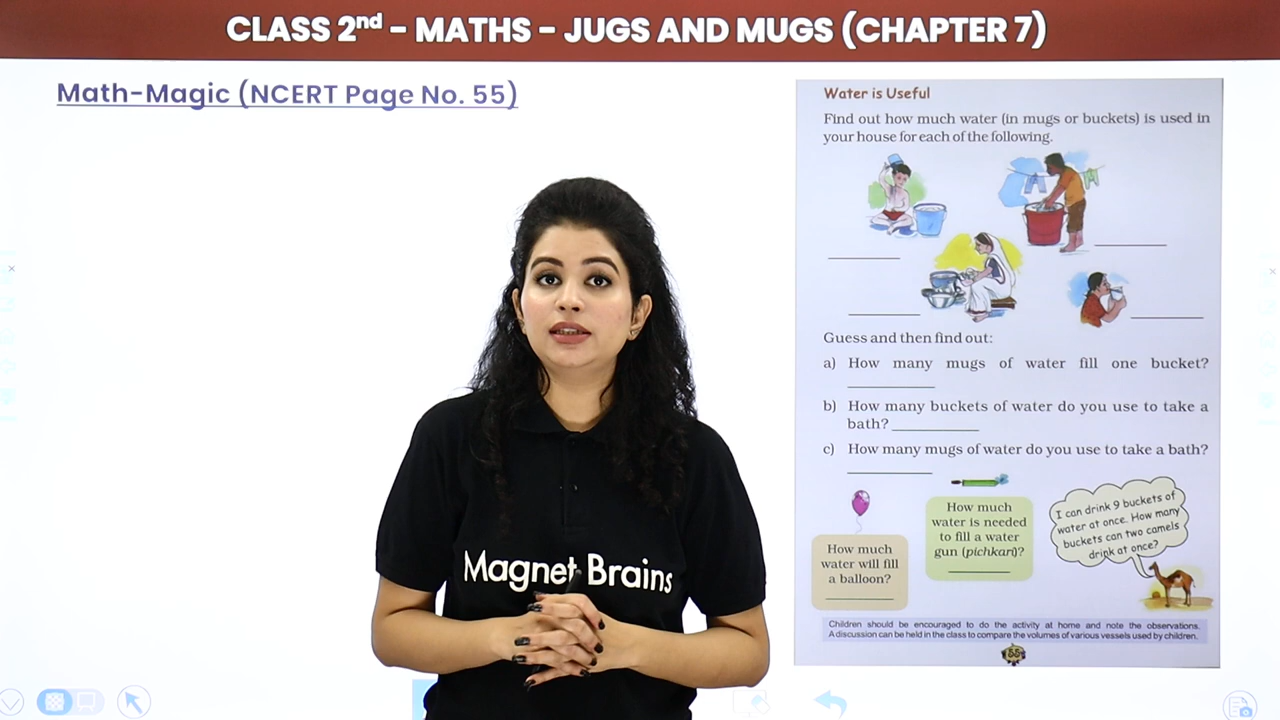 CLASS 2nd - MATHS - JUGS AND MUGS (CHAPTER 7)
Math-Magic (NCERT Page No. 55)
Water is Useful
Find out how much water (in mugs or buckets) is used in
your house for each of the following.
Guess and then find out:
a) How many mugs of water fill one bucket?
b) How many buckets of water do you use to take a
bath?
c) How many mugs of water do you use to take a bath?
How much
water will fill
a balloon?
How much
water is needed
to fill a water
gun (pichkari)?
I can drink 9 buckets of
water at once. How many
buckets can two camels
drink at once?
Children should be encouraged to do the activity at home and note the observations.
A discussion can be held in the class to compare the volumes of various vessels used by children.
55
Magnet Brains